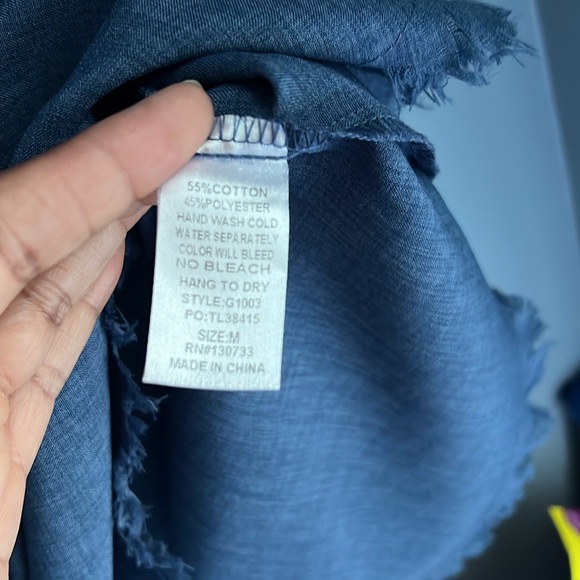 55%COTTON
45%POLYESTER
HAND WASH COLD
WATER SEPARATELY
COLOR WILL BLEED
NO BLEACH
HANG TO DRY
STYLE:G1003
PO:TL38415
SIZE:M
RN#130733
MADE IN CHINA